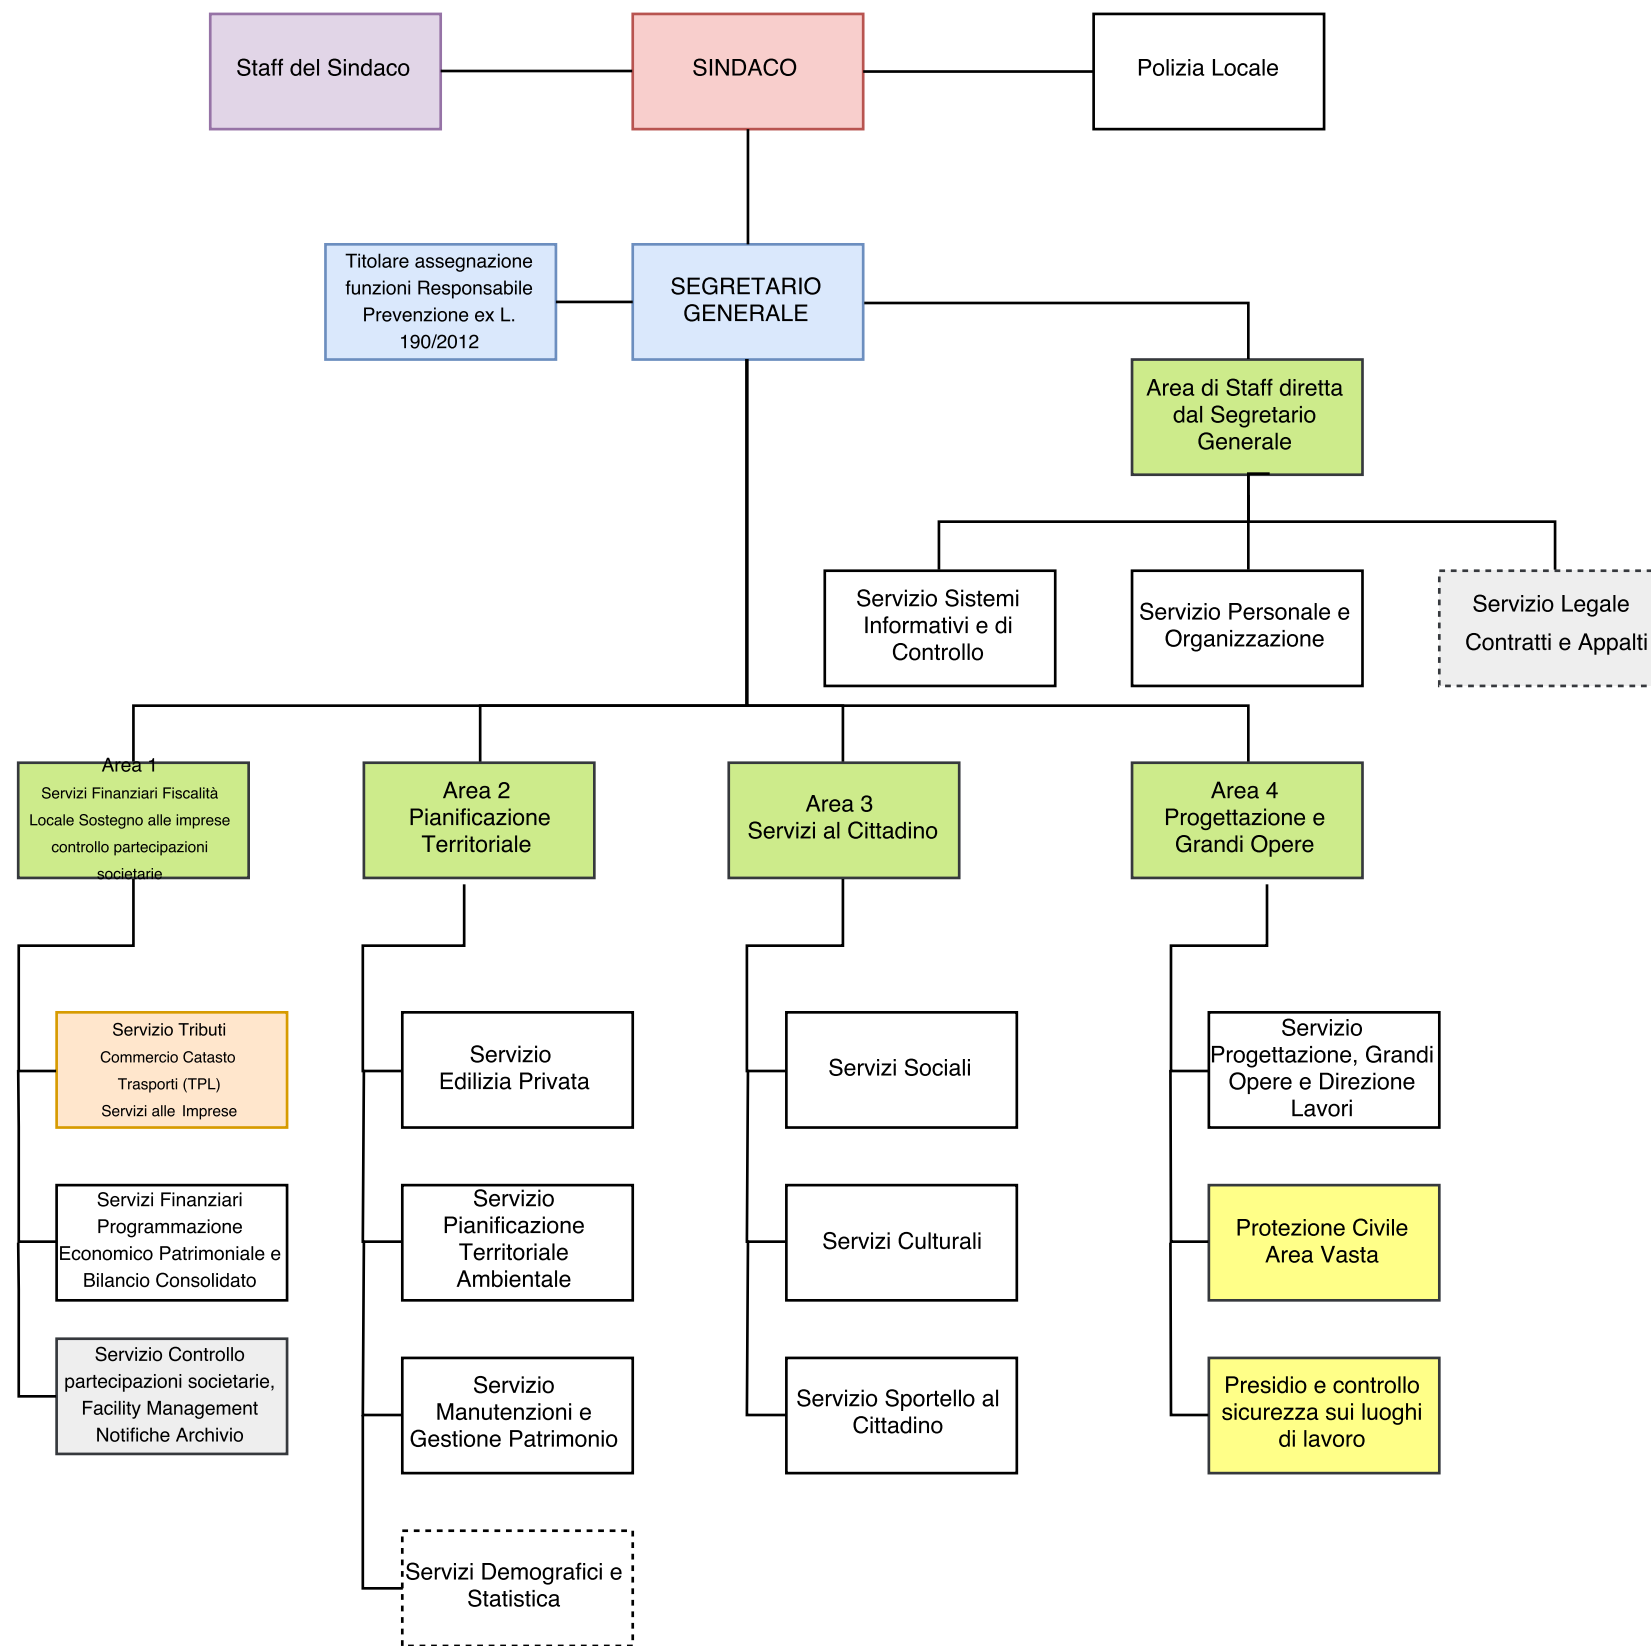 Staff del Sindaco
SINDACO
Polizia Locale
Titolare assegnazione
funzioni Responsabile
Prevenzione ex L.
190/2012
SEGRETARIO
GENERALE
Area di Staff diretta
dal Segretario
Generale
Servizio Sistemi
Informativi e di
Controllo
Servizio Personale e
Organizzazione
Servizio Legale
Contratti e Appalti
Area 1
Servizi Finanziari Fiscalità
Locale Sostegno alle imprese
controllo partecipazioni
societarie
Area 2
Pianificazione
Territoriale
Area 3
Servizi al Cittadino
Area 4
Progettazione e
Grandi Opere
Servizio Tributi
Commercio Catasto
Trasporti (TPL)
Servizi alle Imprese
Servizi Finanziari
Programmazione
Economico Patrimoniale e
Bilancio Consolidato
Servizio Controllo
partecipazioni societarie,
Facility Management
Notifiche Archivio
Servizio
Edilizia Privata
Servizio
Pianificazione
Territoriale
Ambientale
Servizio
Manutenzioni e
Gestione Patrimonio
Servizi Demografici e
Statistica
Servizi Sociali
Servizi Culturali
Servizio Sportello al
Cittadino
Servizio
Progettazione, Grandi
Opere e Direzione
Lavori
Protezione Civile
Area Vasta
Presidio e controllo
sicurezza sui luoghi
di lavoro